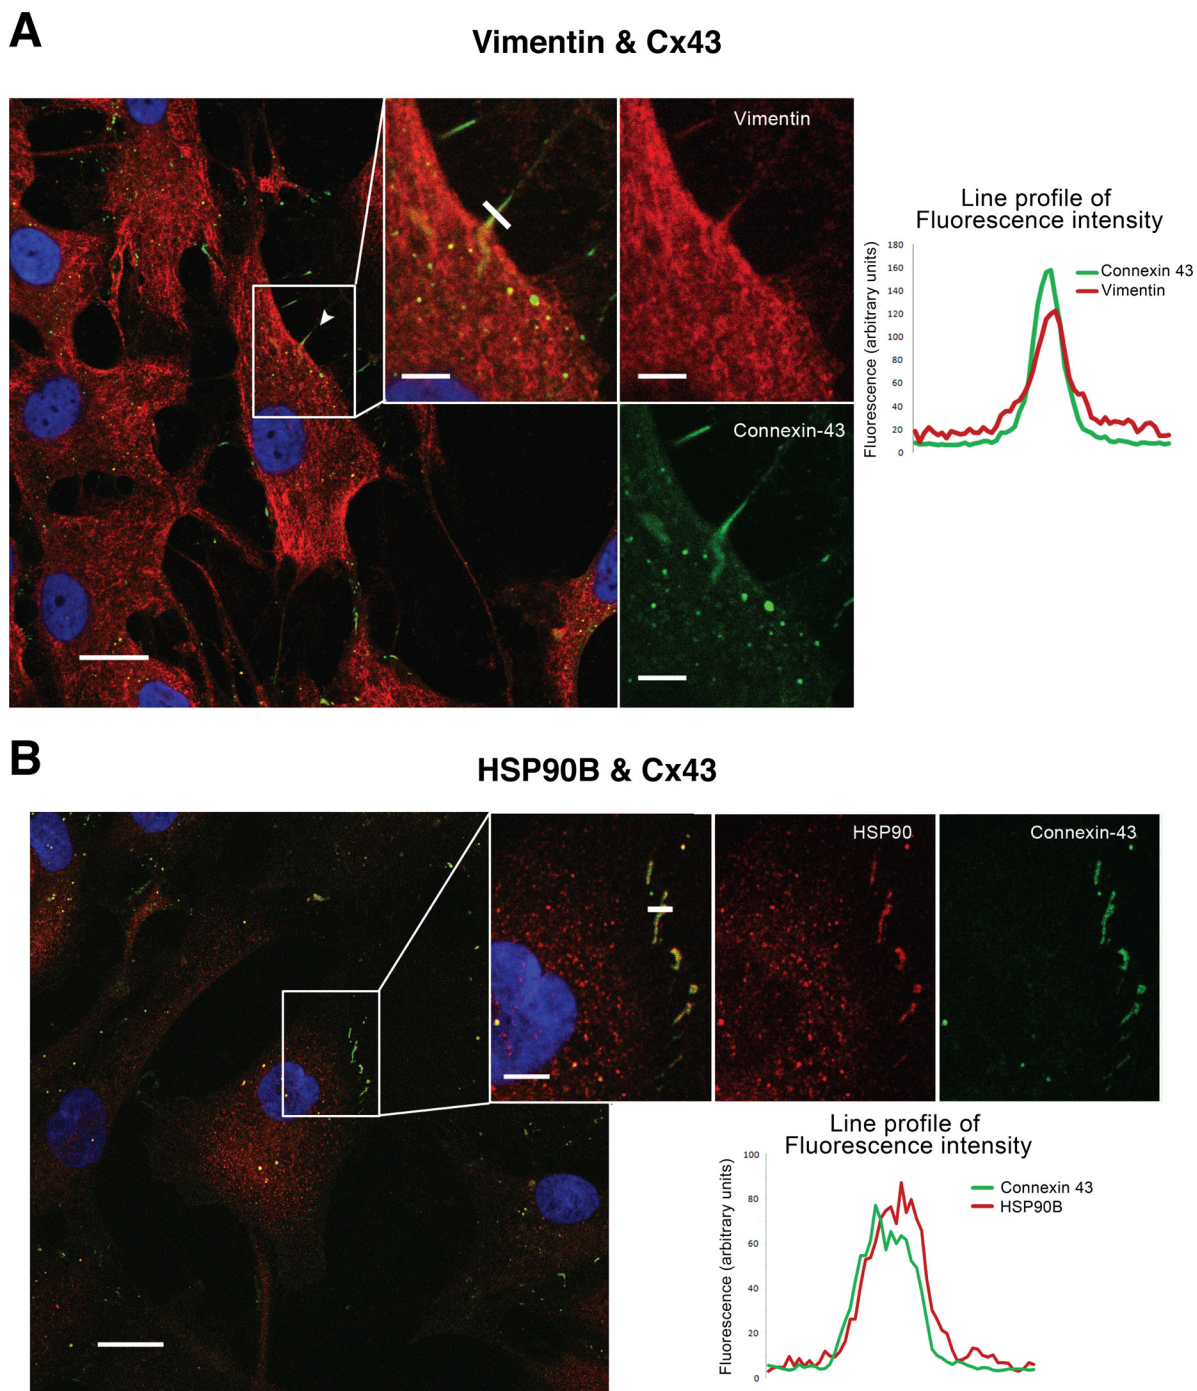 A
Vimentin & Cx43
Vimentin
Connexin-43
Line profile of
Fluorescence intensity
Fluorescence (arbitrary units)
180
160
140
120
100
80
60
40
20
0
Connexin 43
Vimentin
B
HSP90B & Cx43
HSP90
Connexin-43
Line profile of
Fluorescence intensity
Fluorescence (arbitrary units)
100
80
60
40
20
0
Connexin 43
HSP90B